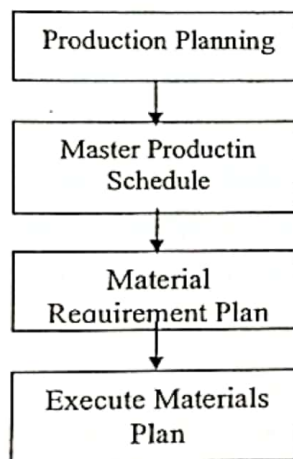 Production Planning
Master Productin
Schedule
Material
Requirement Plan
Execute Materials
Plan